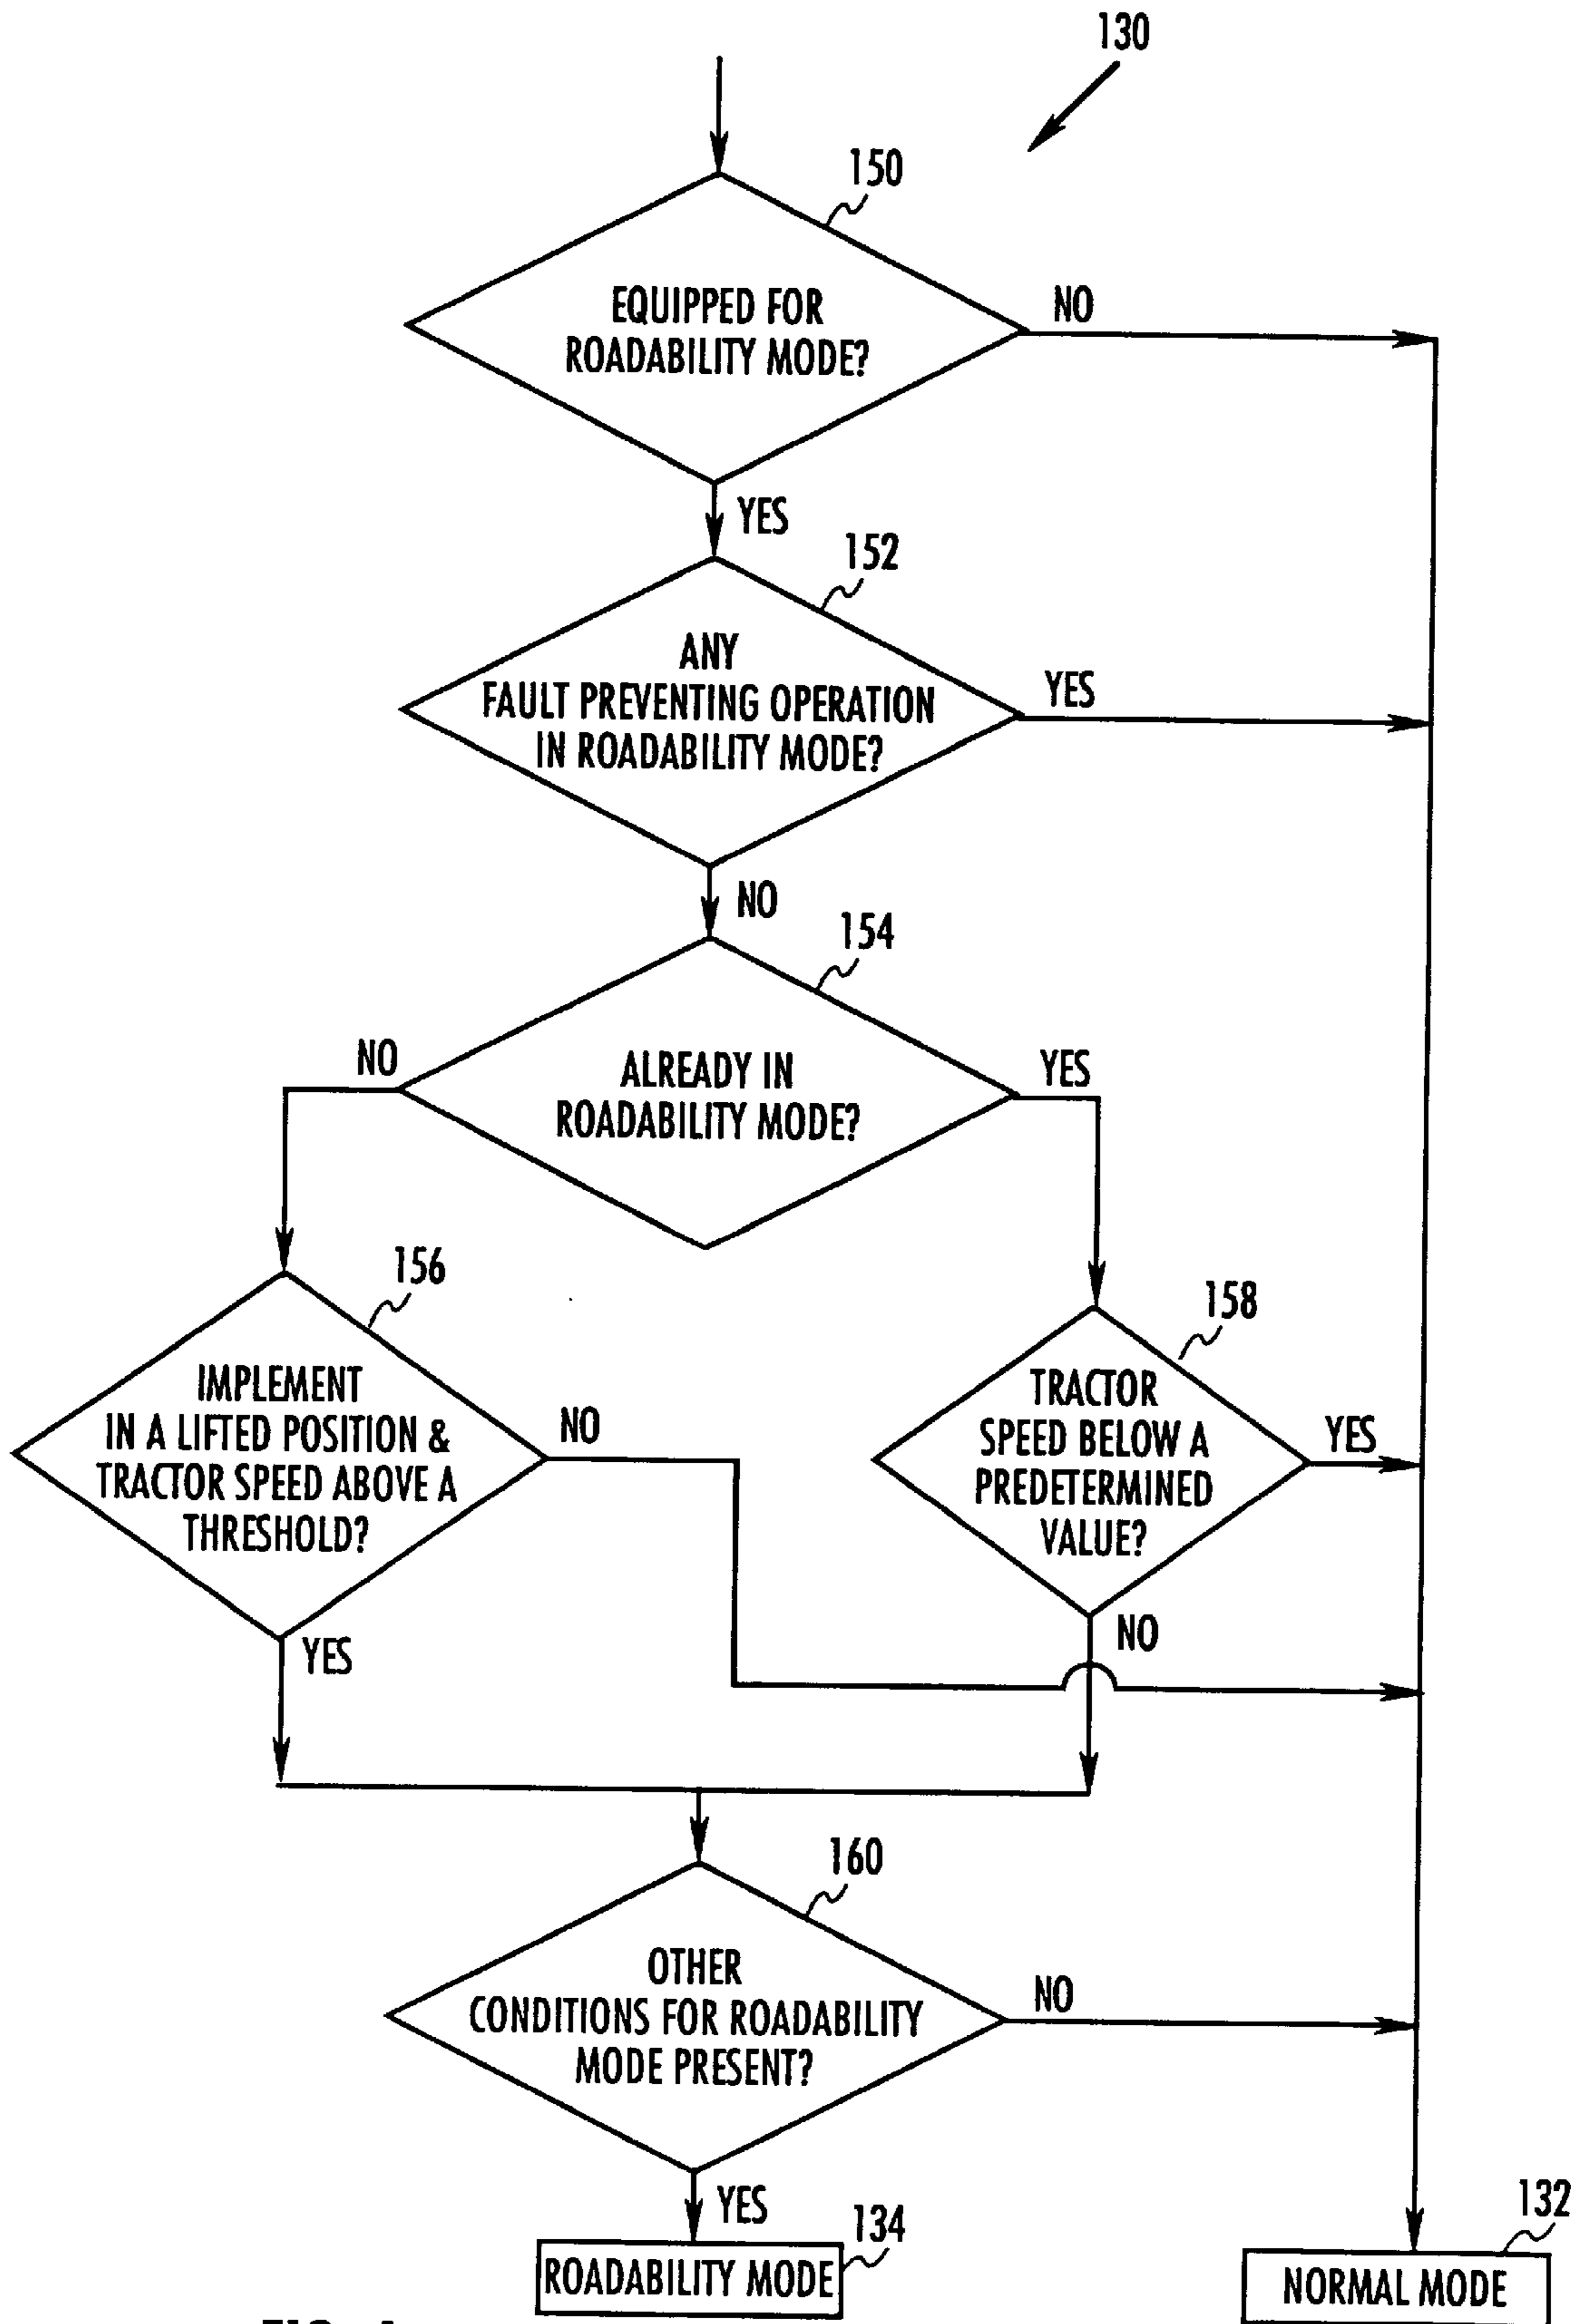 130
150
EQUIPPED FOR
ROADABILITY MODE?
NO
YES
152
ANY
FAULT PREVENTING OPERATION
IN ROADABILITY MODE?
YES
NO
154
ALREADY IN
ROADABILITY MODE?
NO
YES
156
IMPLEMENT
IN A LIFTED POSITION &
TRACTOR SPEED ABOVE A
THRESHOLD?
NO
YES
158
TRACTOR
SPEED BELOW A
PREDETERMINED
VALUE?
YES
NO
160
OTHER
CONDITIONS FOR ROADABILITY
MODE PRESENT?
NO
YES
134
ROADABILITY MODE
132
NORMAL MODE